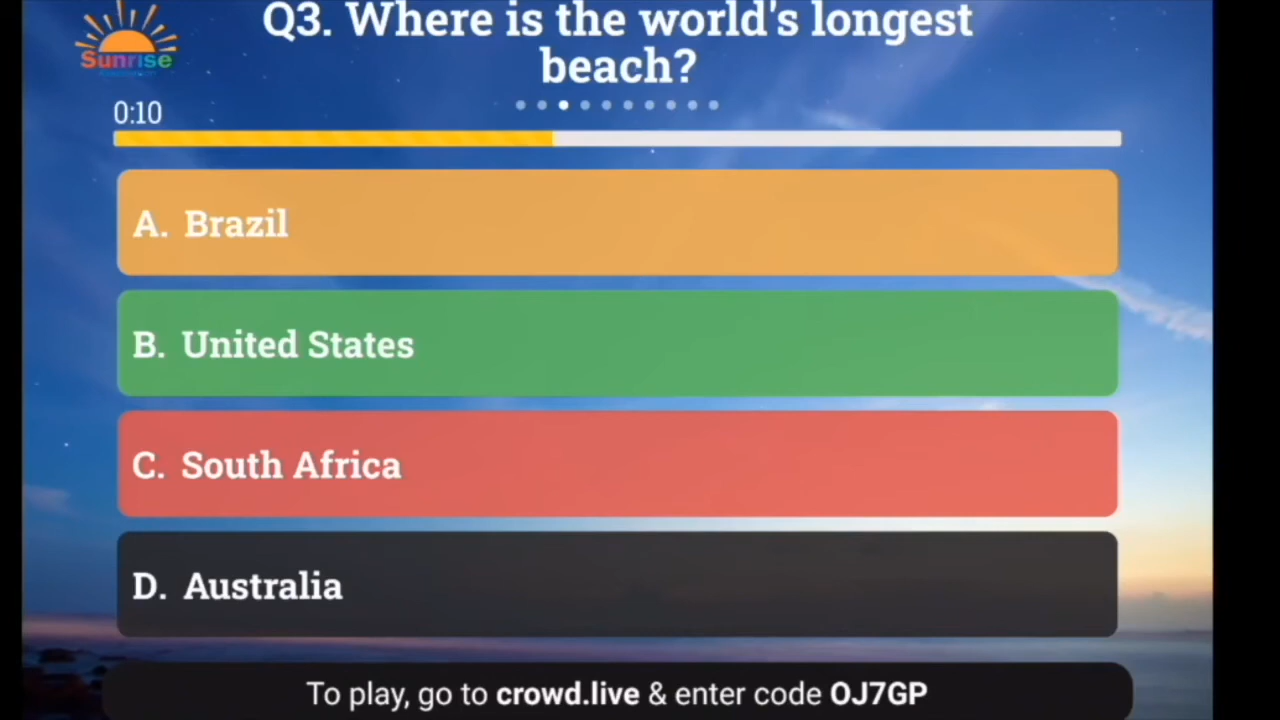 Q3. Where is the world's longest
beach?
Sunrise
0:10
A. Brazil
B. United States
C. South Africa
D. Australia
To play, go to crowd.live & enter code OJ7GP